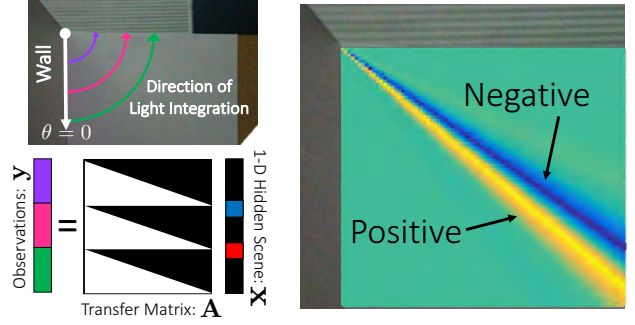 Wall
Direction of
Light Integration
θ = 0
Observations: y
=
1-D Hidden Scene: x
Transfer Matrix: A
Negative
Positive